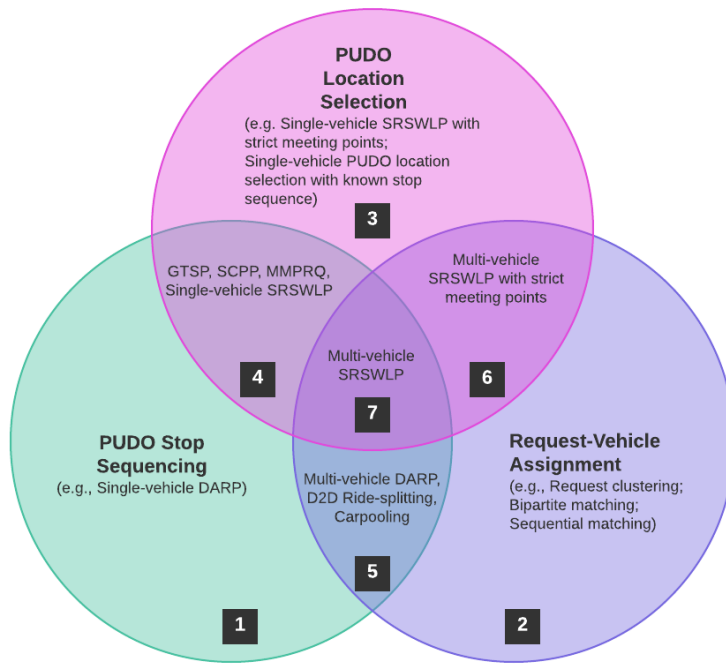 PUDO
Location
Selection
(e.g. Single-vehicle SRSWLP with
strict meeting points;
Single-vehicle PUDO location
selection with known stop
sequence)
3
GTSP, SCPP, MMPRQ,
Single-vehicle SRSWLP
4
Multi-vehicle
SRSWLP with strict
meeting points
6
Multi-vehicle
SRSWLP
7
PUDO Stop
Sequencing
(e.g., Single-vehicle DARP)
1
Multi-vehicle DARP,
D2D Ride-splitting,
Carpooling
5
Request-Vehicle
Assignment
(e.g., Request clustering;
Bipartite matching;
Sequential matching)
2